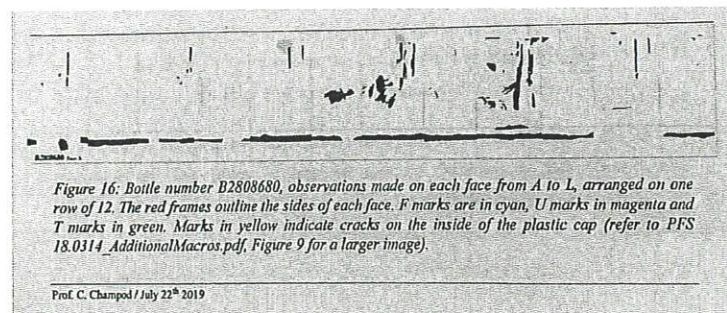 Figure 16: Bottle number B2808680, observations made on each face from A to L, arranged on one
row of 12. The red frames outline the sides of each face. F marks are in cyan, U marks in magenta and
T marks in green. Marks in yellow indicate cracks on the inside of the plastic cap (refer to PFS
18.0314_AdditionalMacros.pdf, Figure 9 for a larger image).
Prof. C. Champod / July 22th 2019